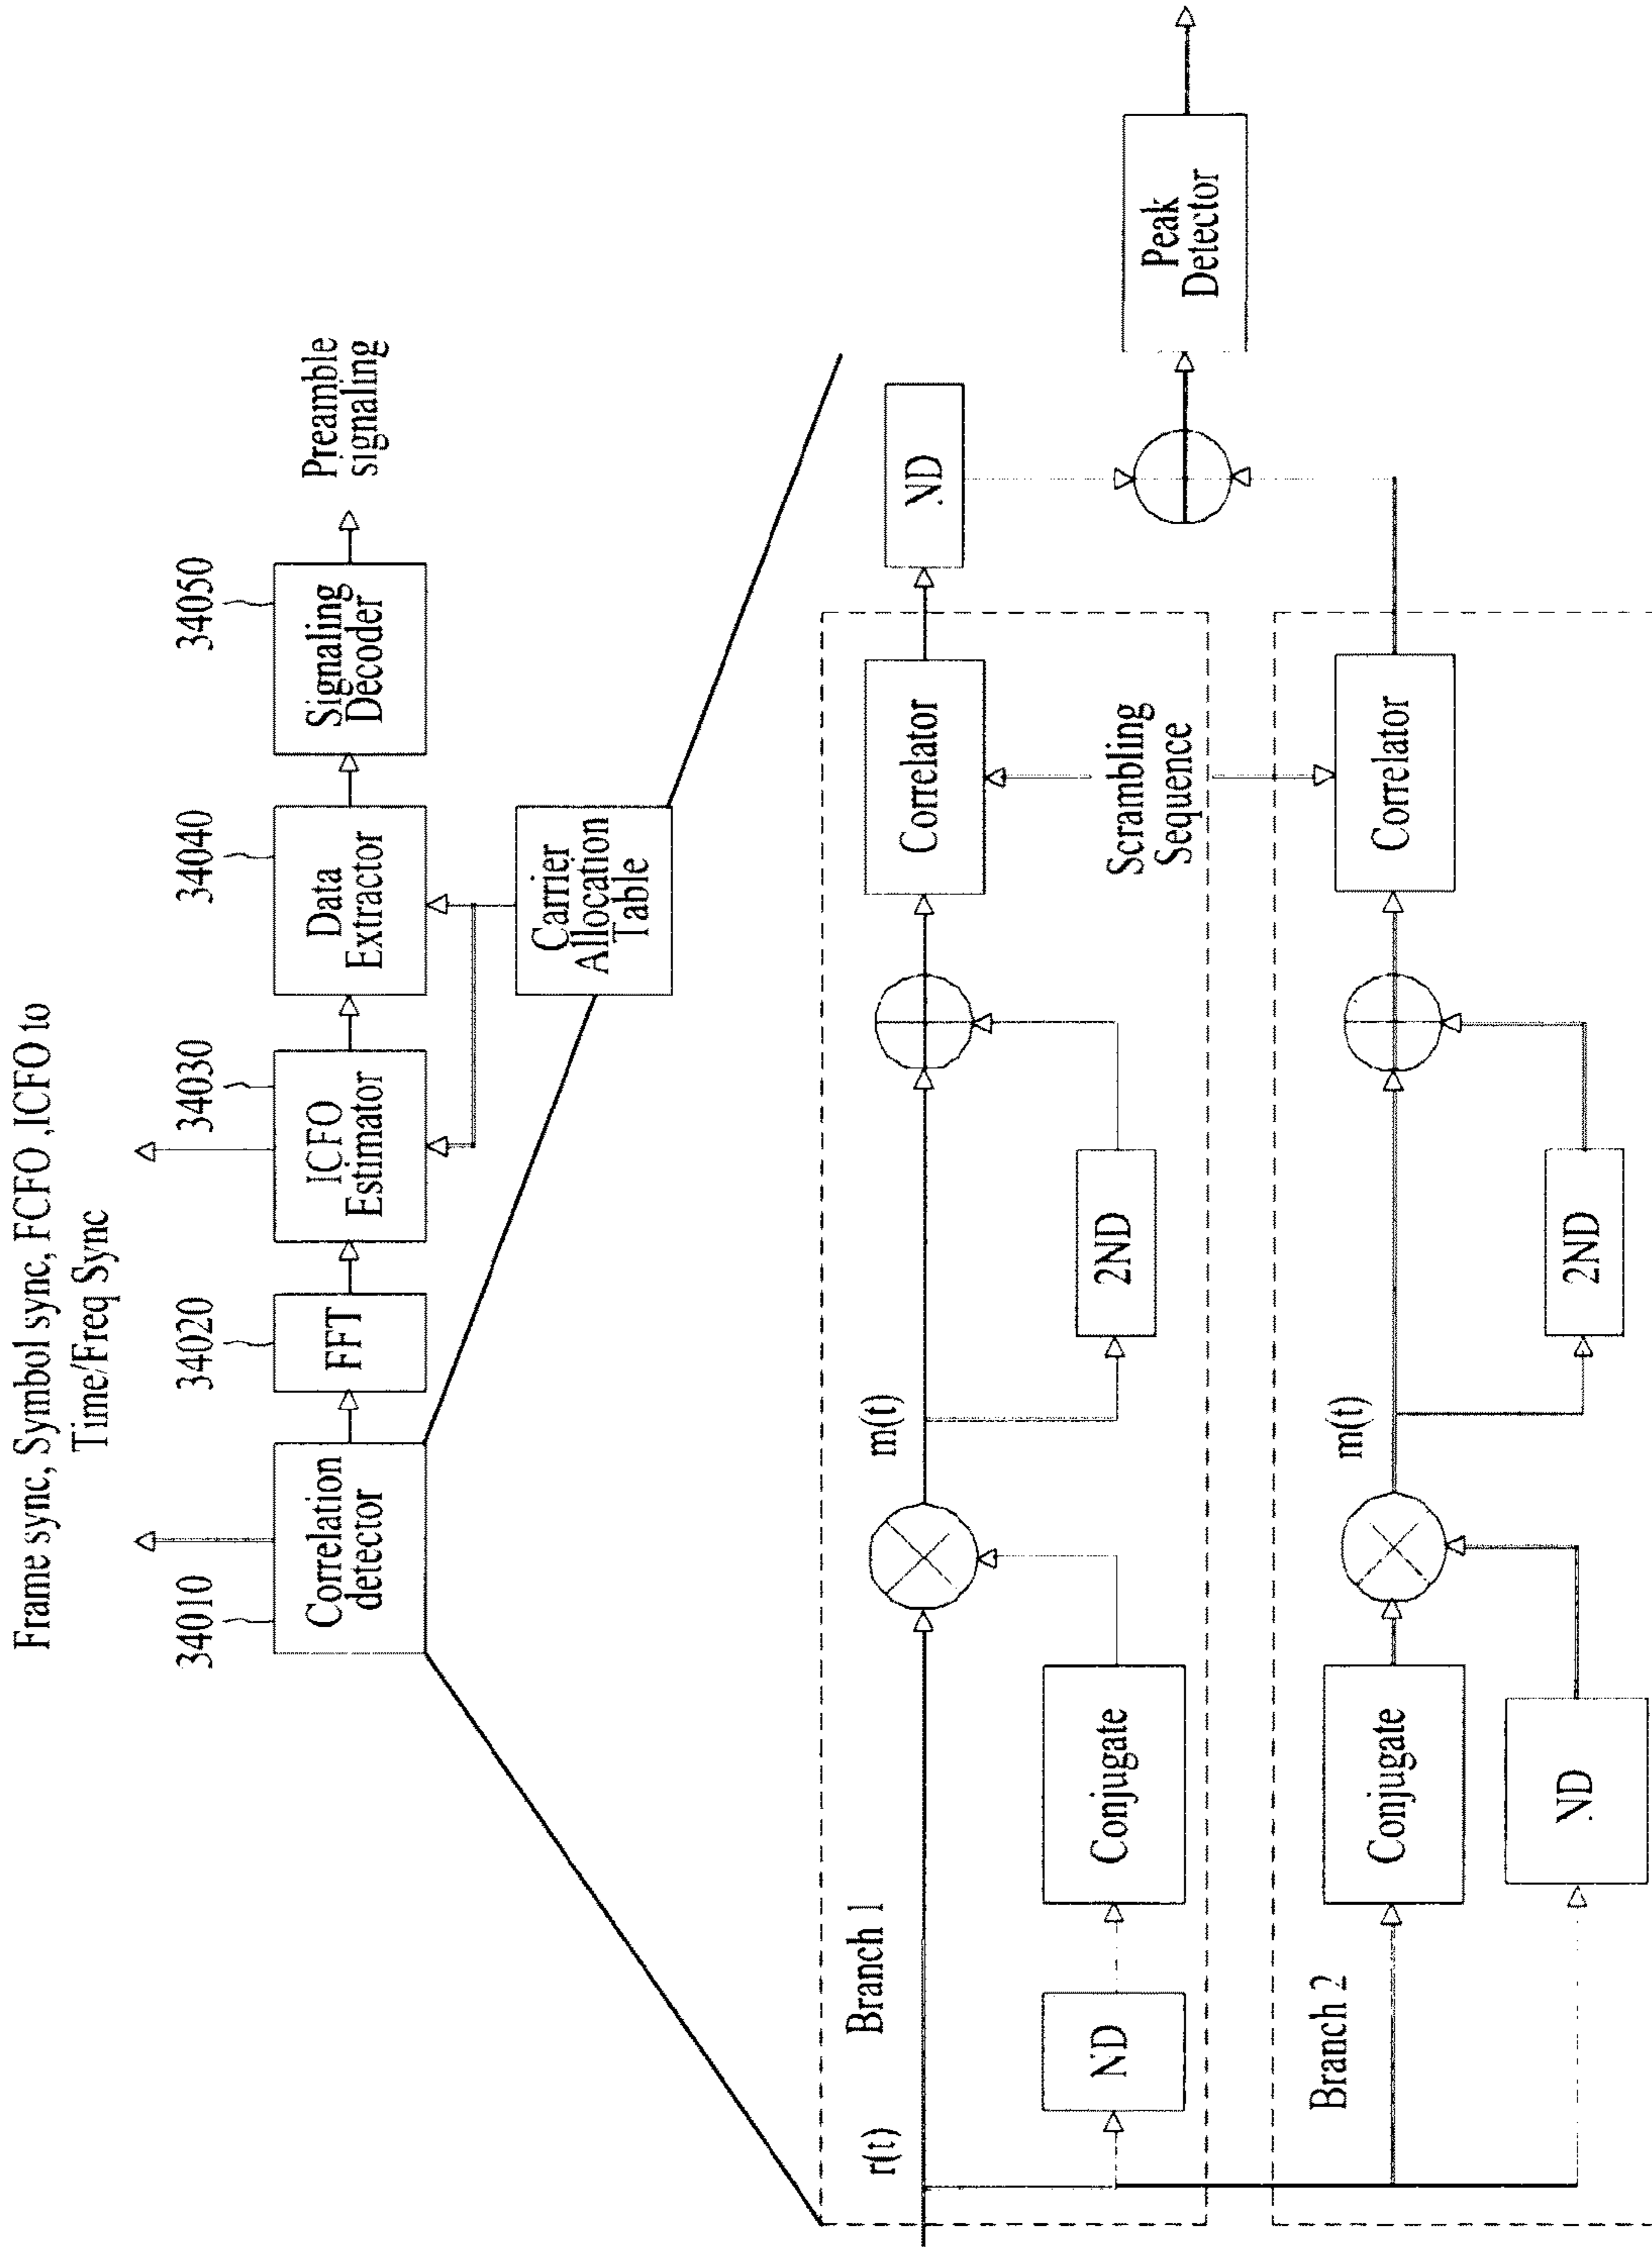 Frame sync, Symbol sync, FCFO ,ICFO to
Time/Freq Sync
34010
34020
34030
34040
34050
Correlation
detector
FFT
ICFO
Estimator
Data
Extractor
Signaling
Decoder
Preamble
signaling
Carrier
Allocation
Table
r(t)
Branch 1
m(t)
Correlator
ND
ND
Conjugate
2ND
Scrambling
Sequence
Peak
Detector
Branch 2
Conjugate
m(t)
Correlator
ND
2ND